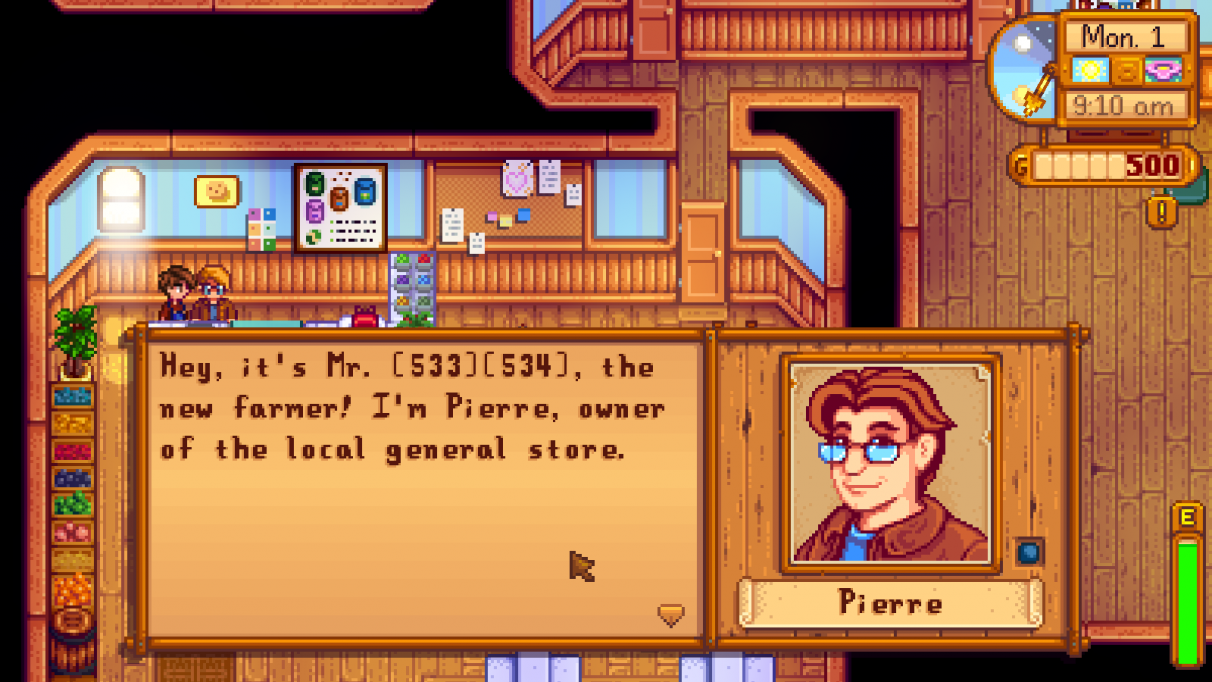 Mon. 1
9:10 am
G 500
Hey, it's Mr. [533][534], the
new farmer! I'm Pierre, owner
of the local general store.
Pierre
E